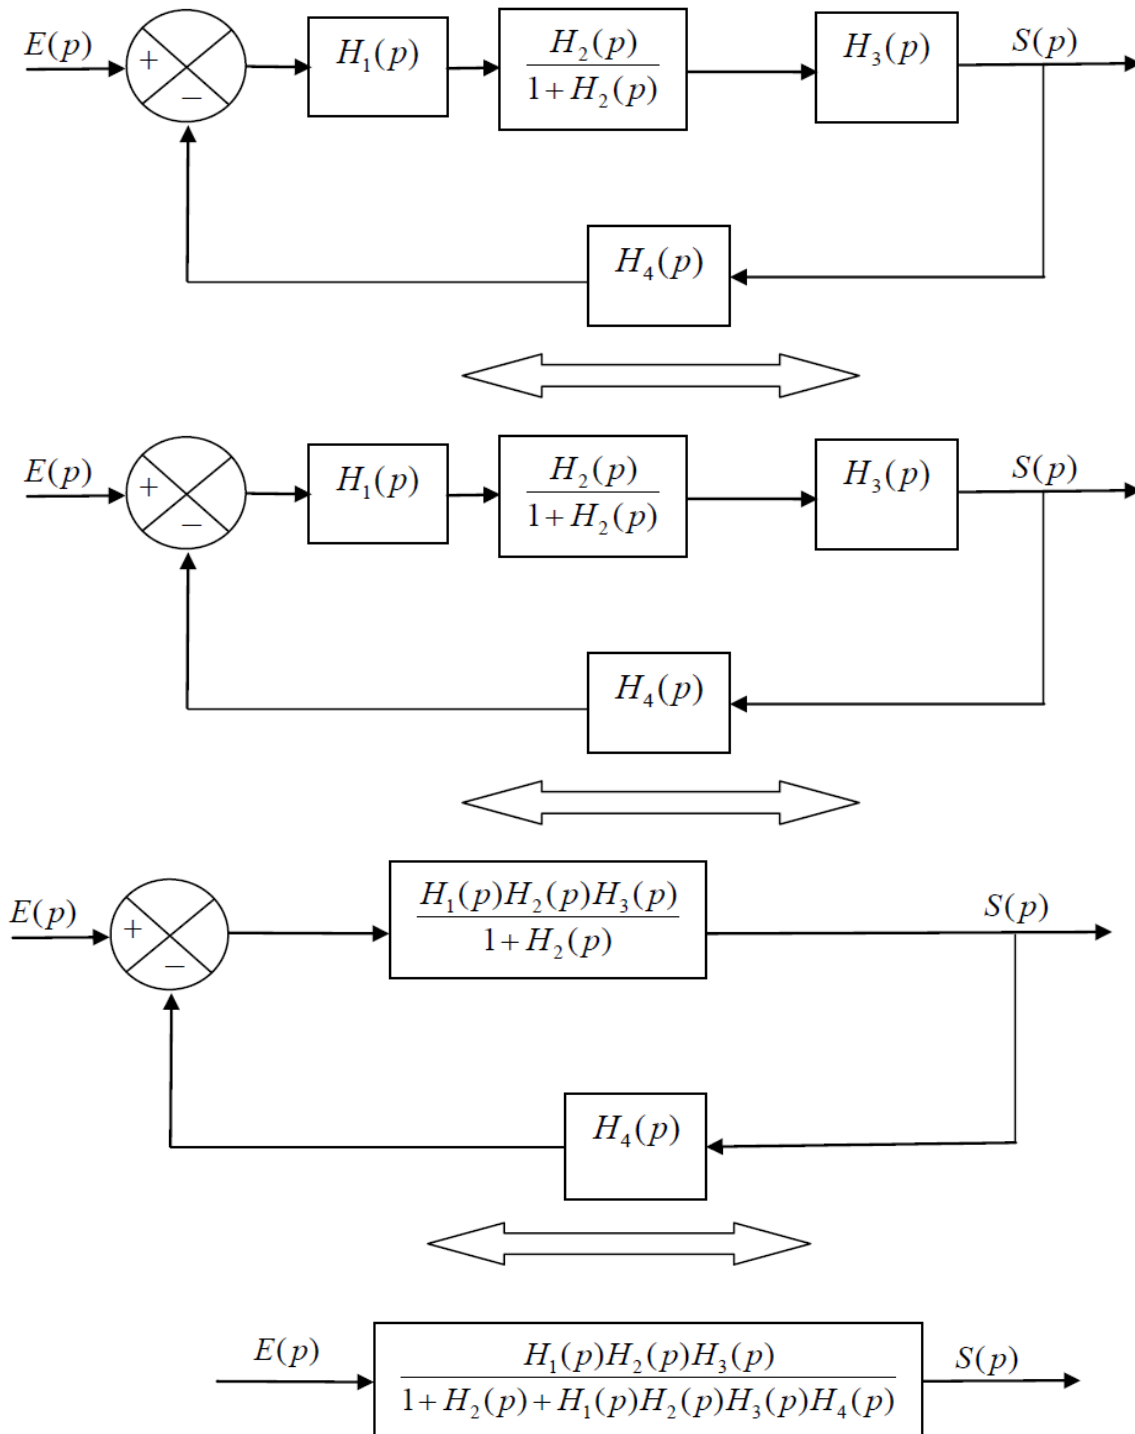 E(p) + − H₁(p) H₂(p)/(1 + H₂(p)) H₃(p) S(p)
H₄(p)
E(p) + − H₁(p) H₂(p)/(1 + H₂(p)) H₃(p) S(p)
H₄(p)
E(p) + − H₁(p)H₂(p)H₃(p)/(1 + H₂(p)) S(p)
H₄(p)
E(p) H₁(p)H₂(p)H₃(p)/(1 + H₂(p) + H₁(p)H₂(p)H₃(p)H₄(p)) S(p)